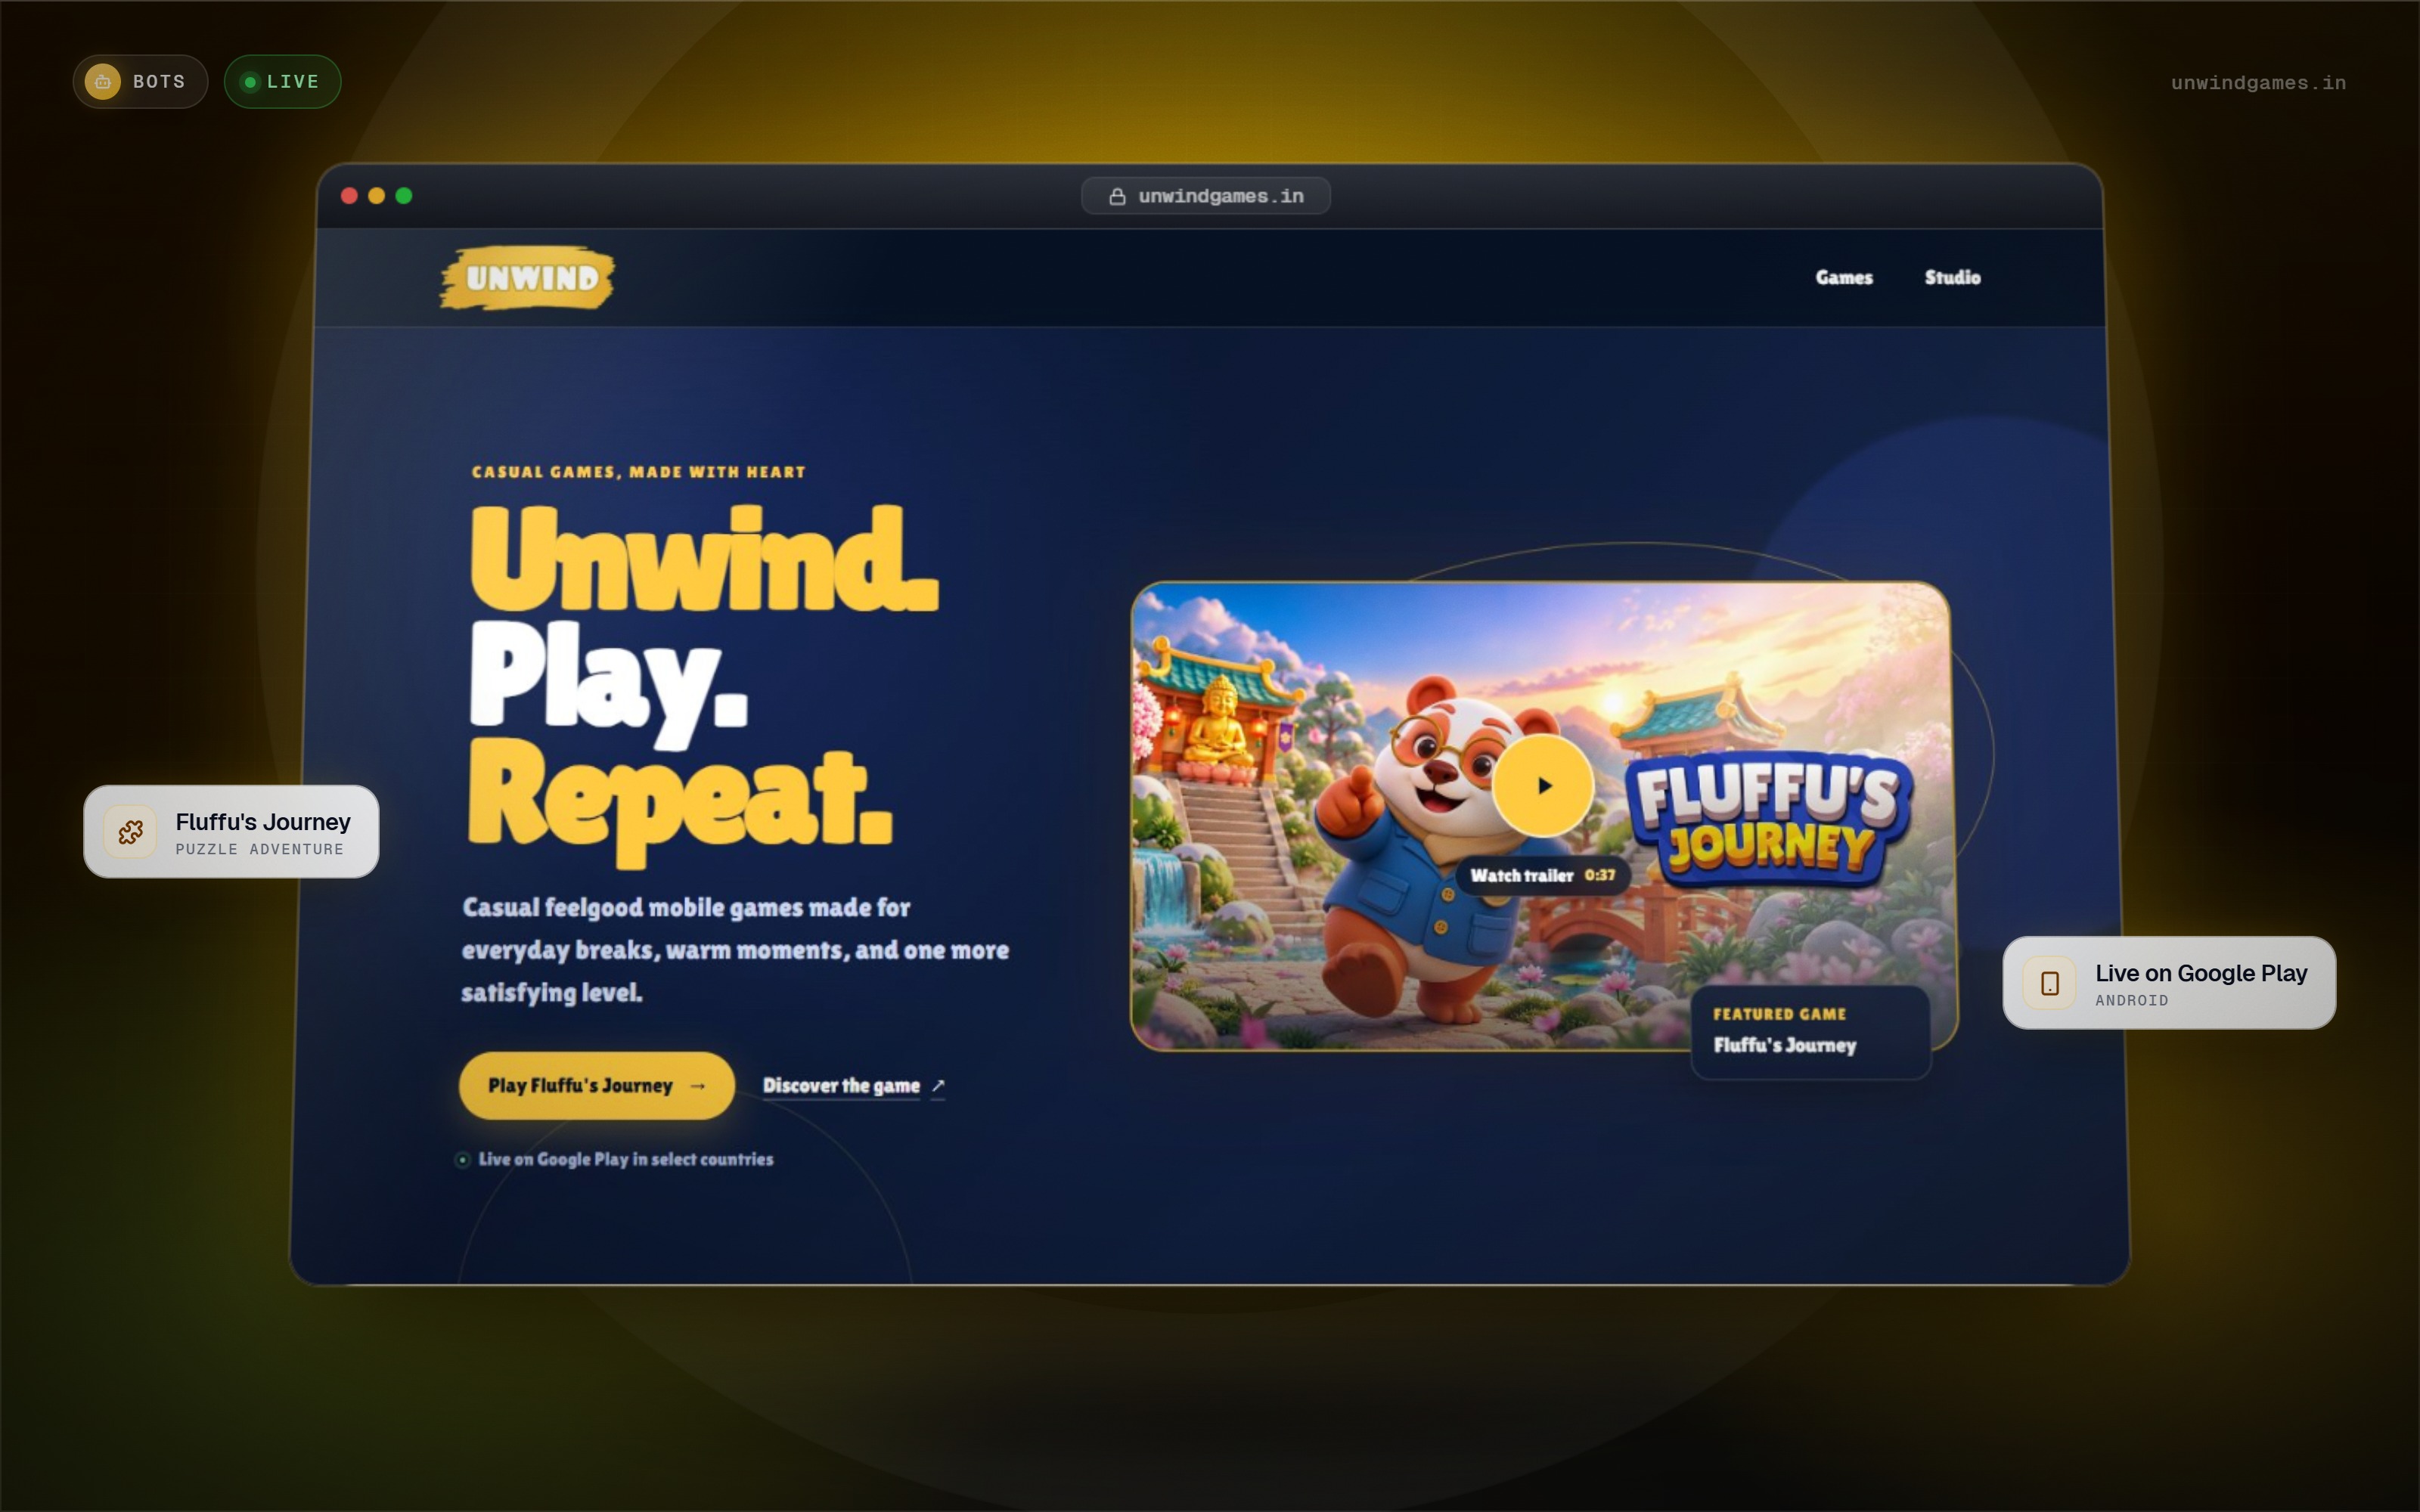 BOTS
LIVE
unwindgames.in
unwindgames.in
UNWIND
Games
Studio
CASUAL GAMES, MADE WITH HEART
Unwind.
Play.
Repeat.
Casual feelgood mobile games made for
everyday breaks, warm moments, and one more
satisfying level.
Play Fluffu's Journey →
Discover the game ↗
Live on Google Play in select countries
FLUFFU'S
JOURNEY
Watch trailer 0:37
FEATURED GAME
Fluffu's Journey
Fluffu's Journey
PUZZLE ADVENTURE
Live on Google Play
ANDROID